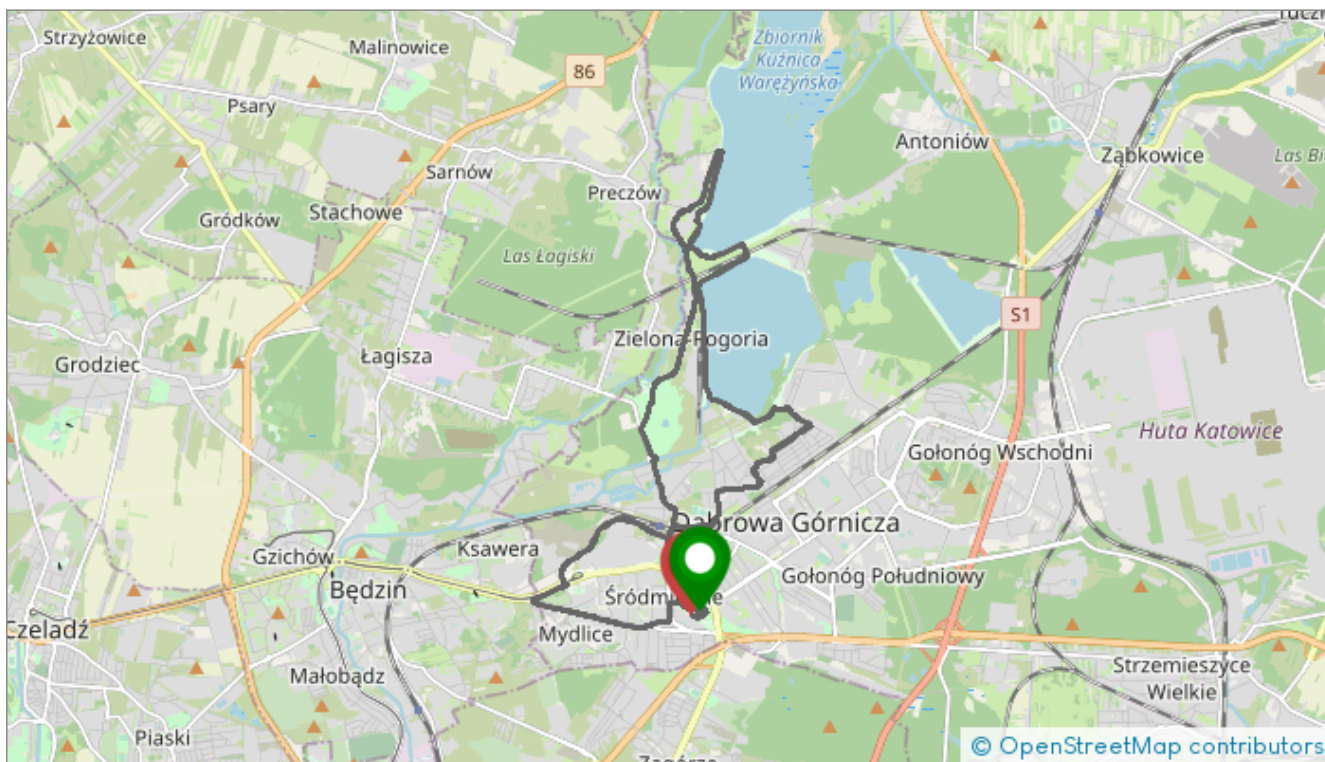 Strzyżowice
Malinowice
Zbiornik
Kuźnica
Warężyńska
86
Psary
Antoniów
Ząbkowice
Sarnów
Preczów
Gródków
Stachowe
Las Łagiski
S1
Zielona-Pogoria
Grodziec
Łagisza
Huta Katowice
Gołonóg Wschodni
Dąbrowa Górnicza
Gzichów
Ksawera
Gołonóg Południowy
Będzin
Czeladź
Mydlice
Strzemieszyce
Wielkie
Małobądz
Piaski
Zagórze
© OpenStreetMap contributors